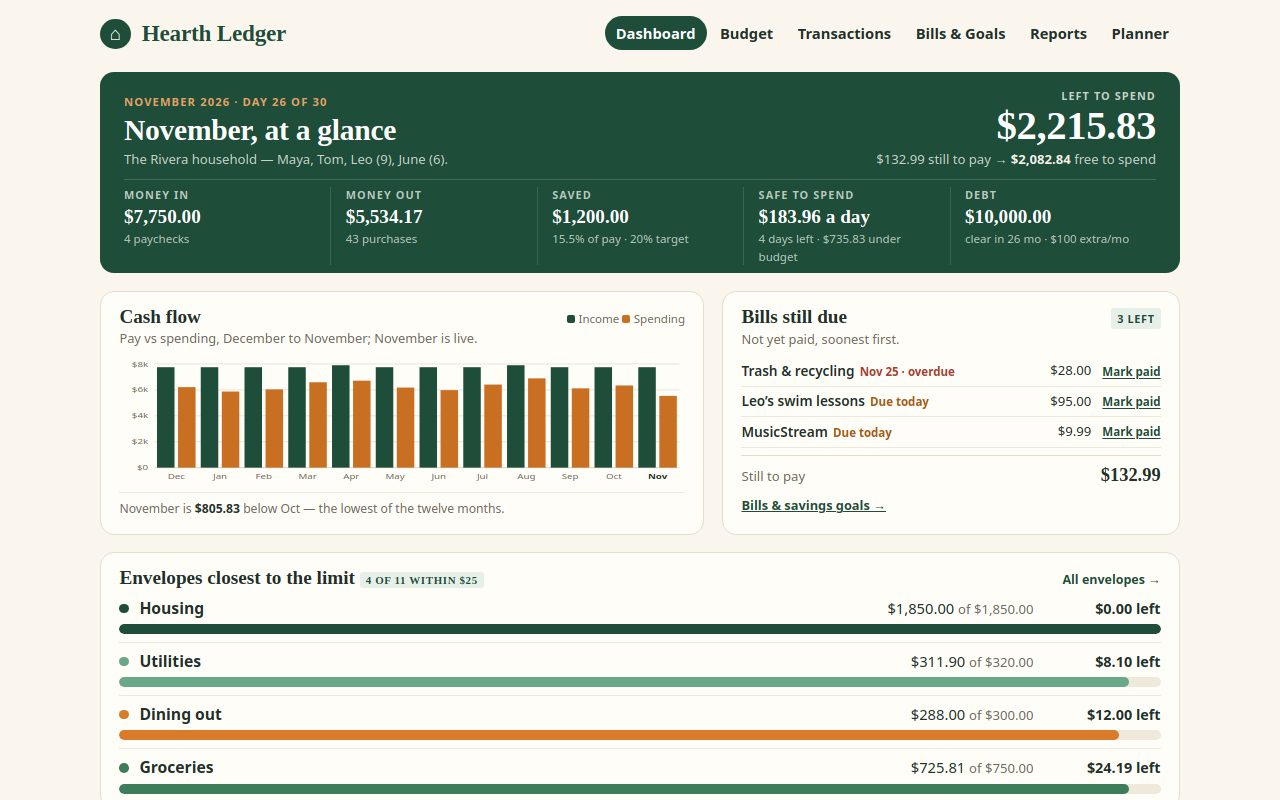 Hearth Ledger
Dashboard
Budget
Transactions
Bills & Goals
Reports
Planner
NOVEMBER 2026 · DAY 26 OF 30
November, at a glance
The Rivera household — Maya, Tom, Leo (9), June (6).
LEFT TO SPEND
$2,215.83
$132.99 still to pay → $2,082.84 free to spend
MONEY IN
$7,750.00
4 paychecks
MONEY OUT
$5,534.17
43 purchases
SAVED
$1,200.00
15.5% of pay · 20% target
SAFE TO SPEND
$183.96 a day
4 days left · $735.83 under
budget
DEBT
$10,000.00
clear in 26 mo · $100 extra/mo
Cash flow
Income Spending
Pay vs spending, December to November; November is live.
$8k
$6k
$4k
$2k
$0
Dec Jan Feb Mar Apr May Jun Jul Aug Sep Oct Nov
November is $805.83 below Oct — the lowest of the twelve months.
Bills still due
3 LEFT
Not yet paid, soonest first.
Trash & recycling Nov 25 · overdue $28.00 Mark paid
Leo’s swim lessons Due today $95.00 Mark paid
MusicStream Due today $9.99 Mark paid
Still to pay $132.99
Bills & savings goals →
Envelopes closest to the limit 4 OF 11 WITHIN $25
All envelopes →
Housing $1,850.00 of $1,850.00 $0.00 left
Utilities $311.90 of $320.00 $8.10 left
Dining out $288.00 of $300.00 $12.00 left
Groceries $725.81 of $750.00 $24.19 left